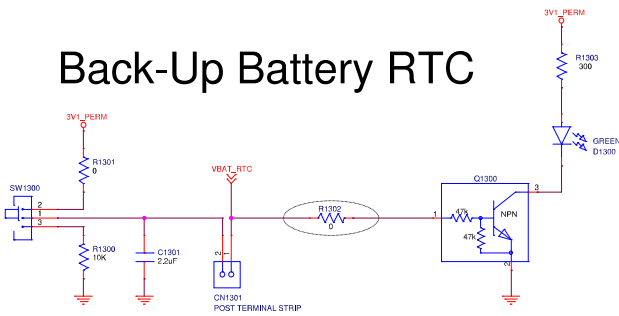 3V1_PERM
R1303
300
Back-Up Battery RTC
3V1_PERM
GREEN
D1300
R1301
0
VBAT_RTC
Q1300
SW1300
3
R1302
47k
NPN
2
1
3
0
1
47k
R1300
10K
C1301
2,2uF
2
1
2
CN1301
POST TERMINAL STRIP